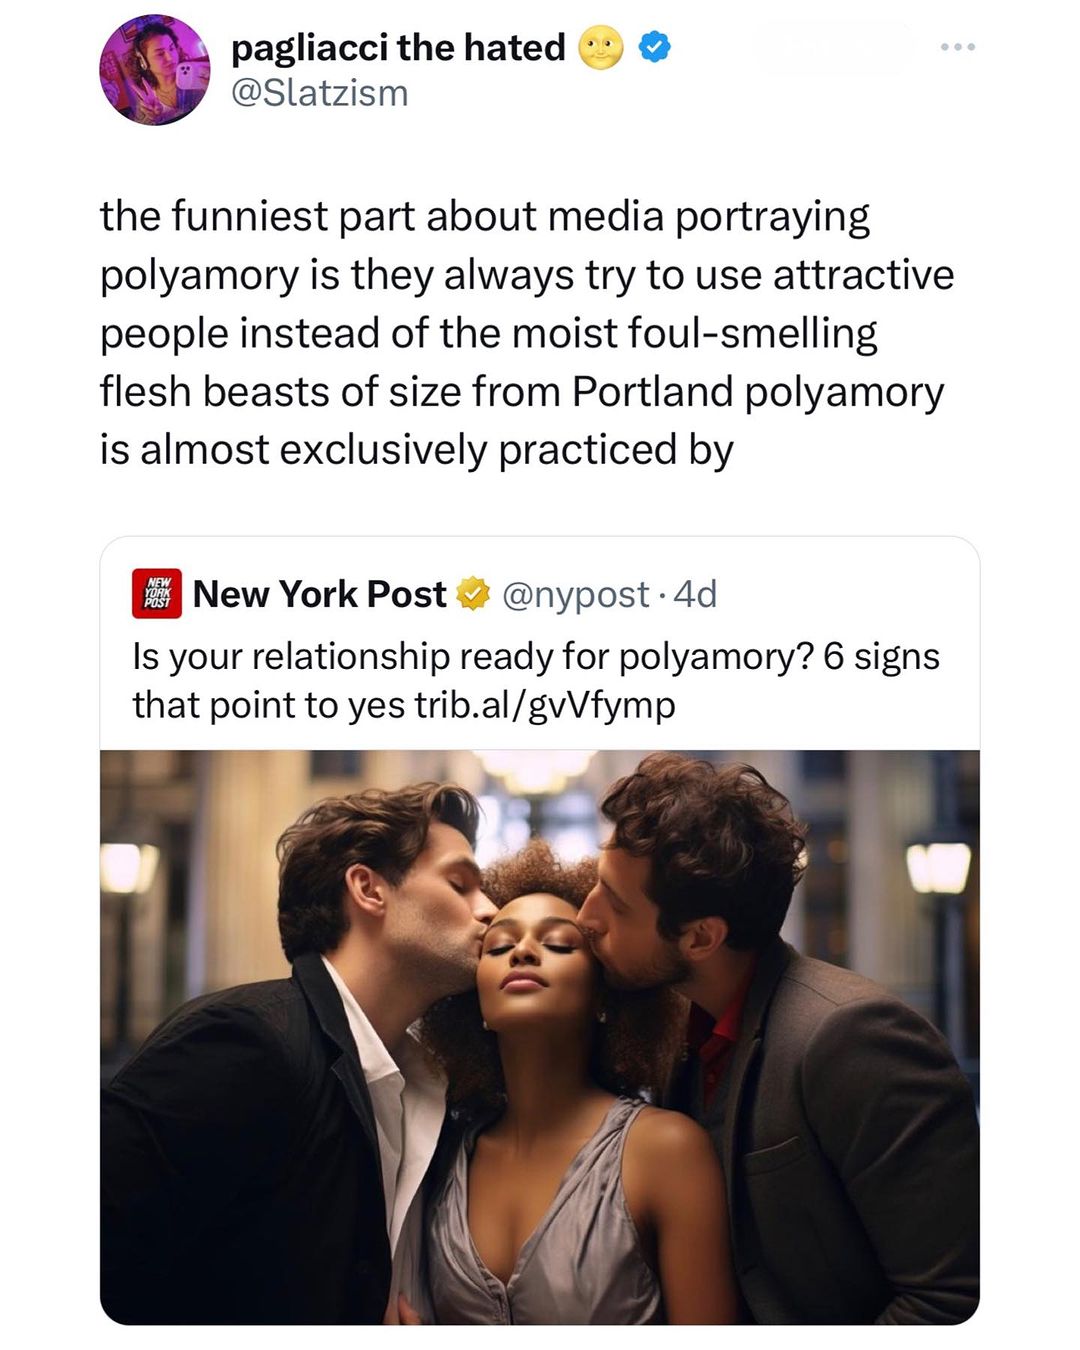 pagliacci the hated 🌝
@Slatzism
the funniest part about media portraying
polyamory is they always try to use attractive
people instead of the moist foul-smelling
flesh beasts of size from Portland polyamory
is almost exclusively practiced by
NEW
YORK
POST
New York Post @nypost · 4d
Is your relationship ready for polyamory? 6 signs
that point to yes trib.al/gvVfymp